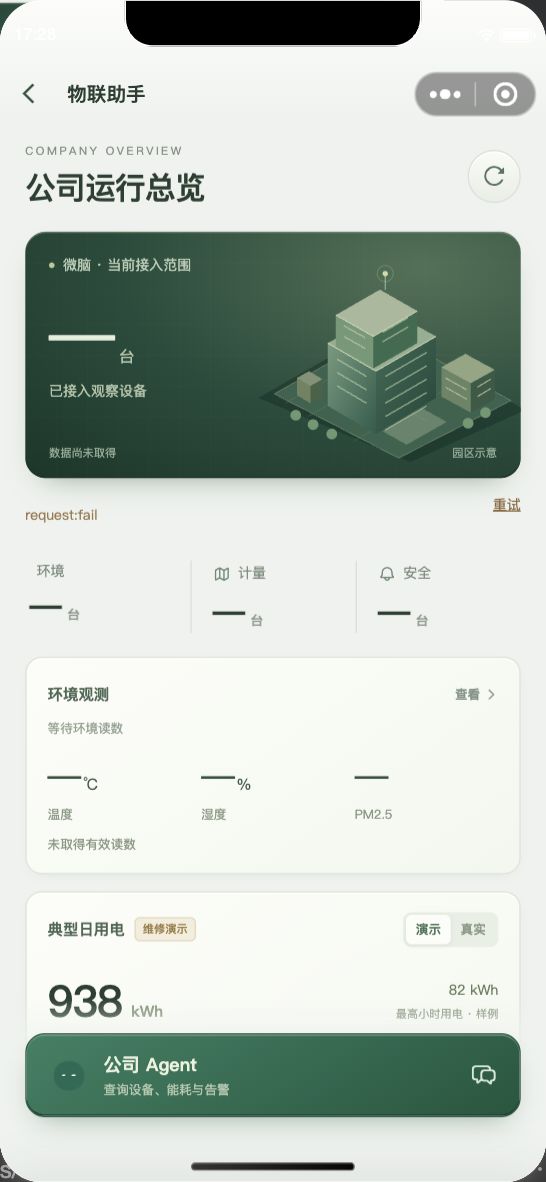 17:28
物联助手
COMPANY OVERVIEW
公司运行总览
微脑 · 当前接入范围
— 台
已接入观察设备
数据尚未取得
园区示意
request:fail
重试
环境
计量
安全
— 台
— 台
— 台
环境观测
查看
等待环境读数
—℃
—%
—
温度
湿度
PM2.5
未取得有效读数
典型日用电
维修演示
演示
真实
938 kWh
82 kWh
最高小时用电 · 样例
公司 Agent
查询设备、能耗与告警